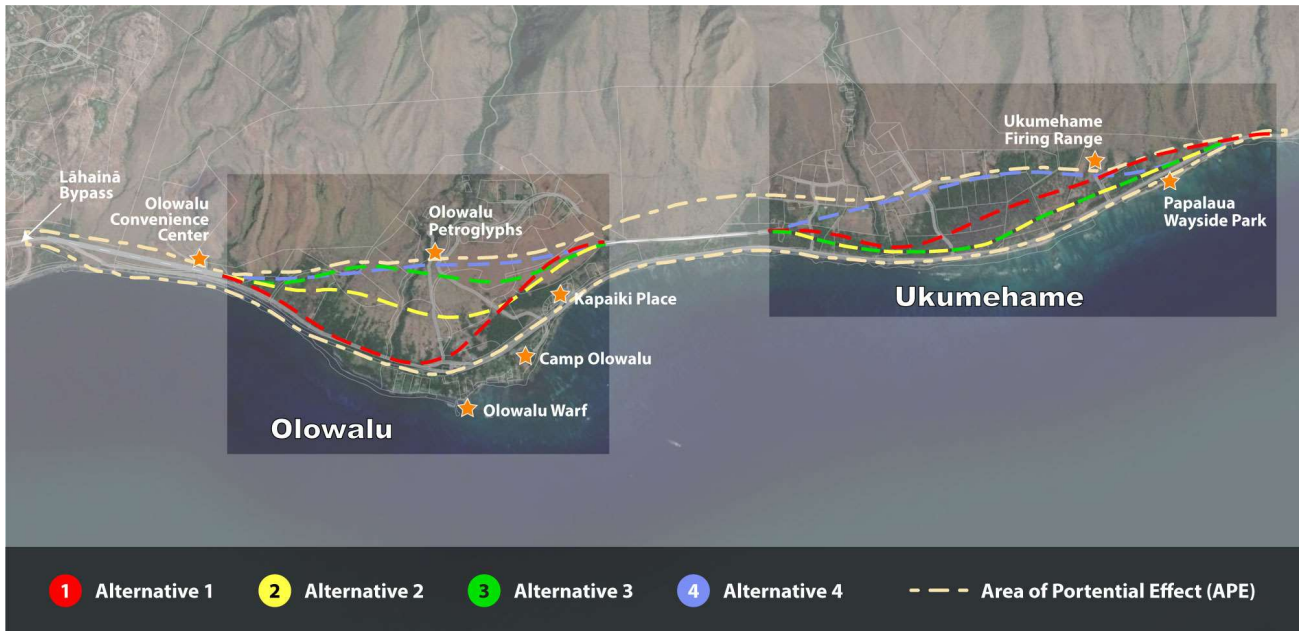 Lāhainā
Bypass
Olowalu
Convenience
Center
Olowalu
Petroglyphs
Kapaiki Place
Camp Olowalu
Olowalu Warf
Olowalu
Ukumehame
Firing Range
Papalaua
Wayside Park
Ukumehame
1 Alternative 1
2 Alternative 2
3 Alternative 3
4 Alternative 4
Area of Portential Effect (APE)